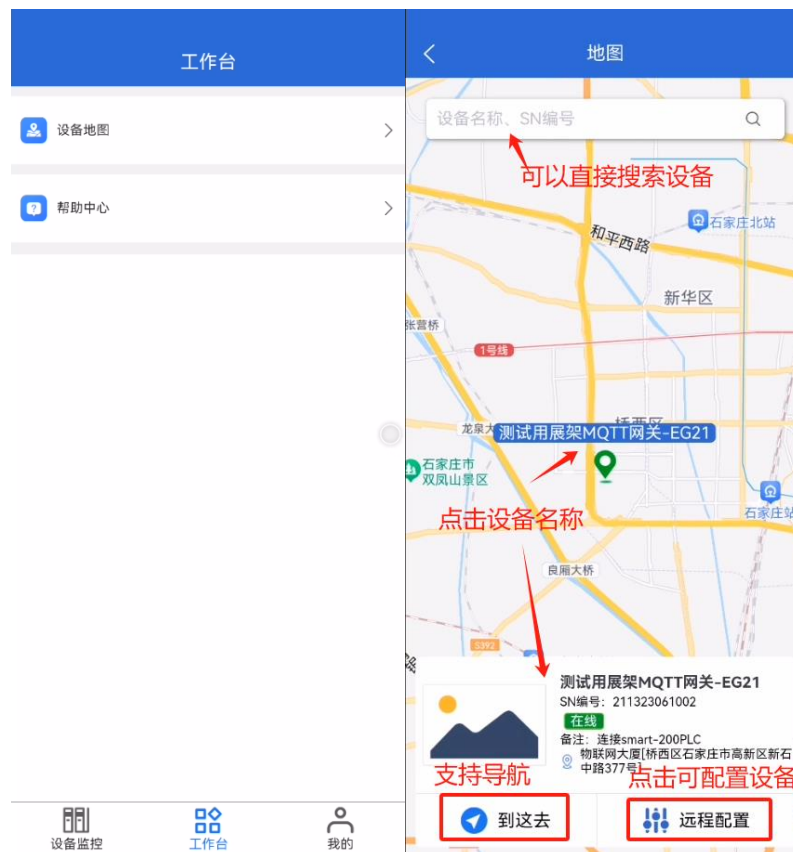 工作台
设备地图
帮助中心
设备监控
工作台
我的
地图
设备名称、SN编号
可以直接搜索设备
石家庄北站
和平西路
新华区
张营桥
1号线
龙泉大
桥西区
测试用展架MQTT网关-EG21
石家庄市
双凤山景区
石家庄站
点击设备名称
良厢大桥
S392
测试用展架MQTT网关-EG21
SN编号：211323061002
在线
备注：连接smart-200PLC
物联网大厦[桥西区石家庄市高新区新石
中路377号]
支持导航
点击可配置设备
到这去
远程配置